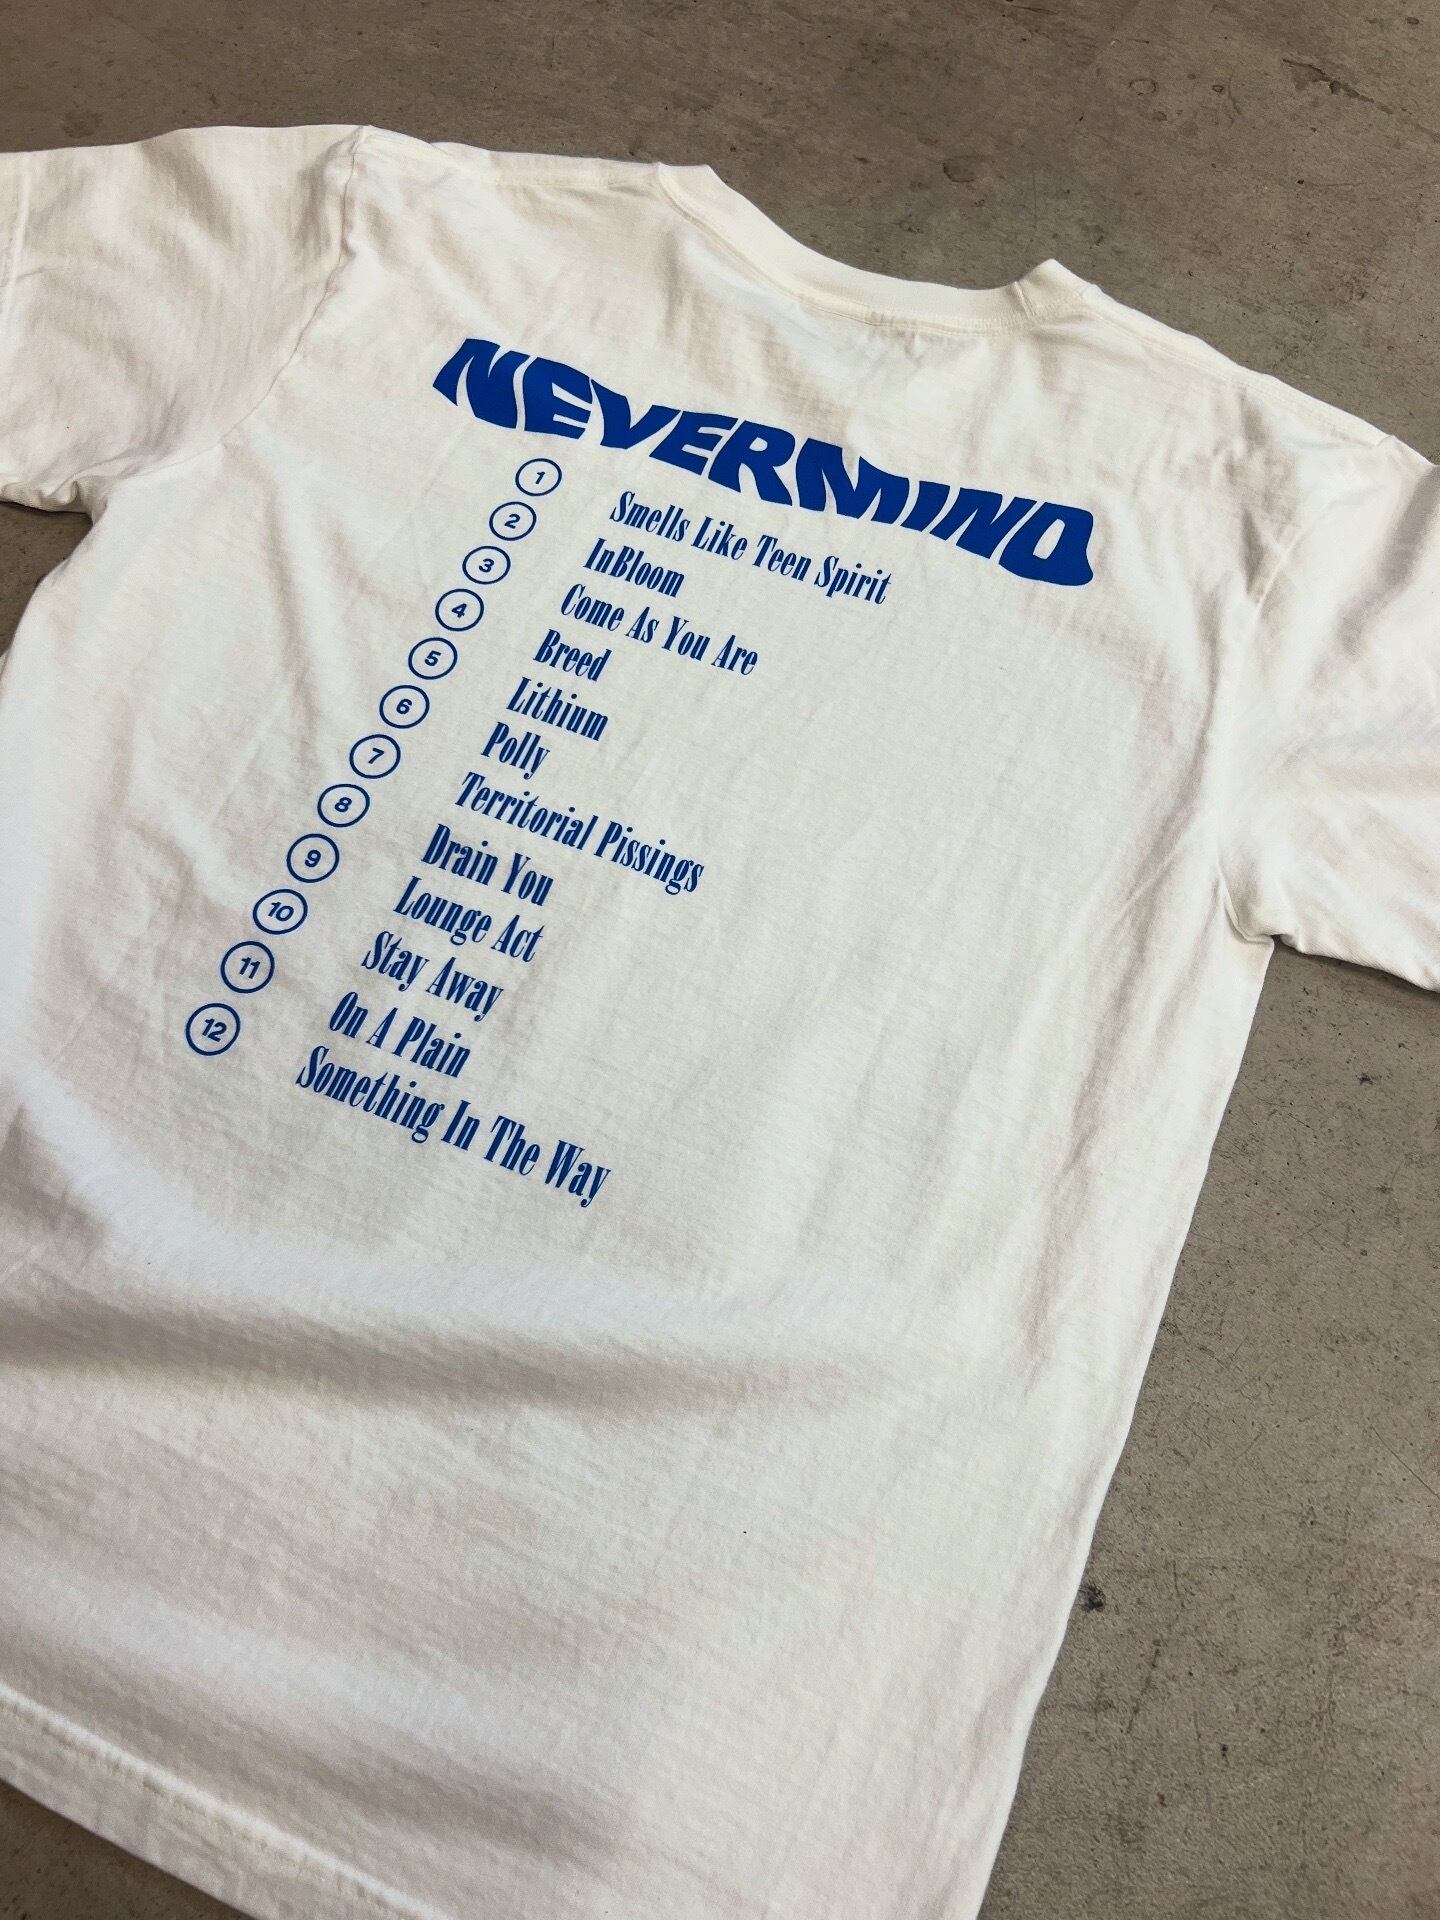 NEVERMIND
1 Smells Like Teen Spirit
2 InBloom
3 Come As You Are
4 Breed
5 Lithium
6 Polly
7 Territorial Pissings
8 Drain You
9 Lounge Act
10 Stay Away
11 On A Plain
12 Something In The Way